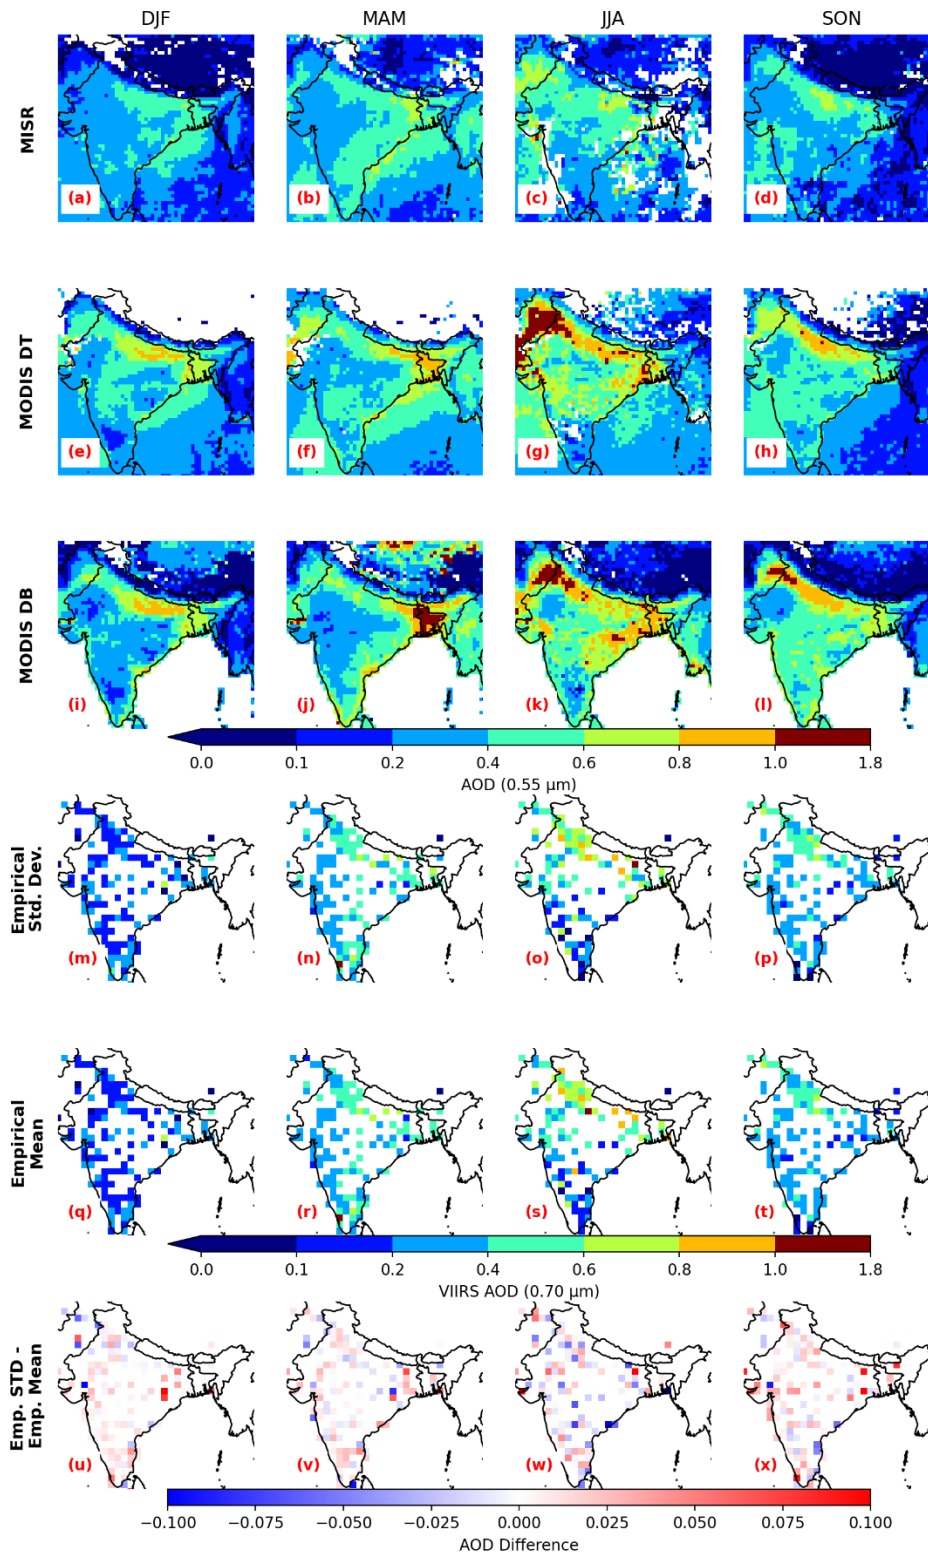 DJF MAM JJA SON
MISR
(a) (b) (c) (d)
MODIS DT
(e) (f) (g) (h)
MODIS DB
(i) (j) (k) (l)
0.0 0.1 0.2 0.4 0.6 0.8 1.0 1.8
AOD (0.55 μm)
Empirical
Std. Dev.
(m) (n) (o) (p)
Empirical
Mean
(q) (r) (s) (t)
0.0 0.1 0.2 0.4 0.6 0.8 1.0 1.8
VIIRS AOD (0.70 μm)
Emp. STD -
Emp. Mean
(u) (v) (w) (x)
−0.100 −0.075 −0.050 −0.025 0.000 0.025 0.050 0.075 0.100
AOD Difference